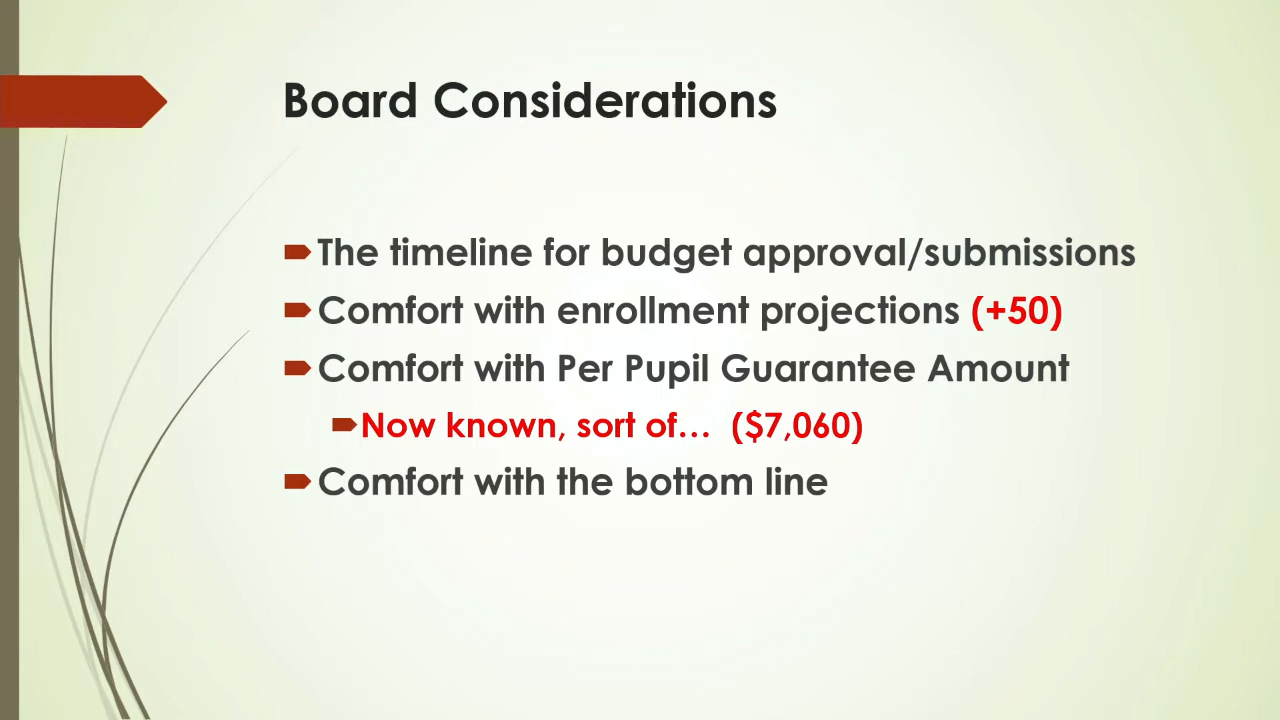 Board Considerations
The timeline for budget approval/submissions
Comfort with enrollment projections (+50)
Comfort with Per Pupil Guarantee Amount
Now known, sort of… ($7,060)
Comfort with the bottom line